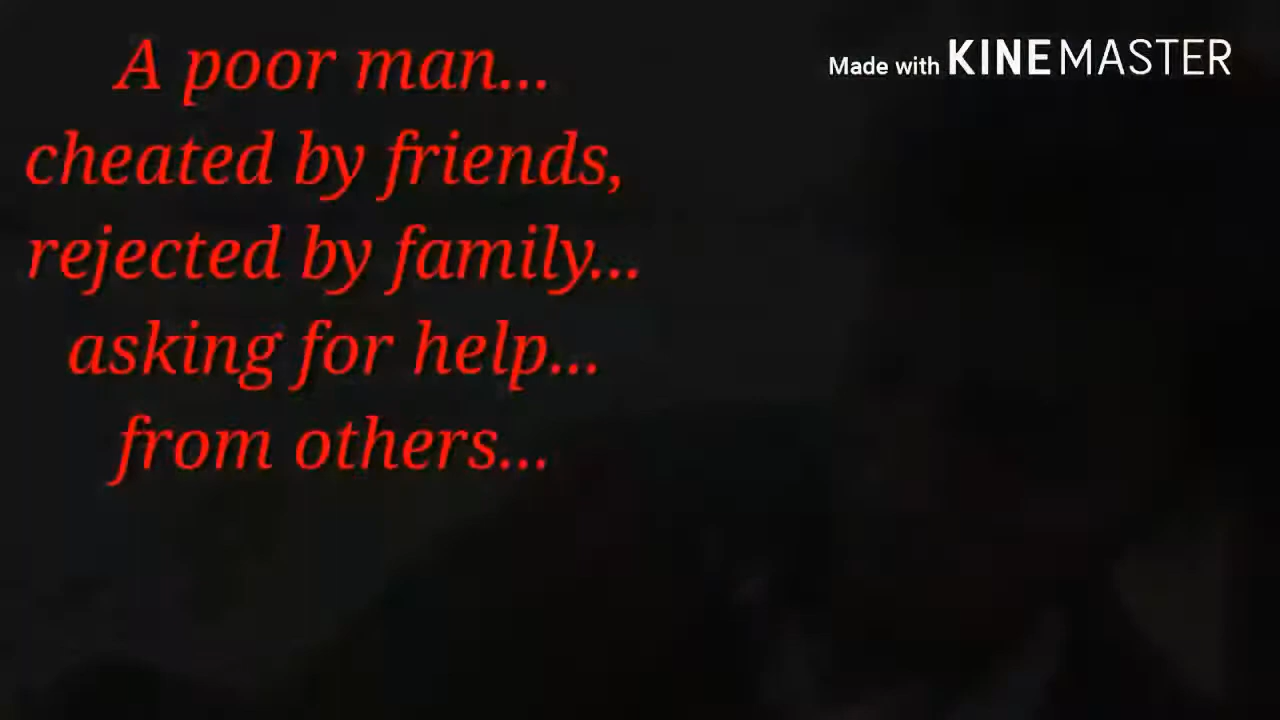 A poor man...
cheated by friends,
rejected by family...
asking for help...
from others...
Made with KINEMASTER